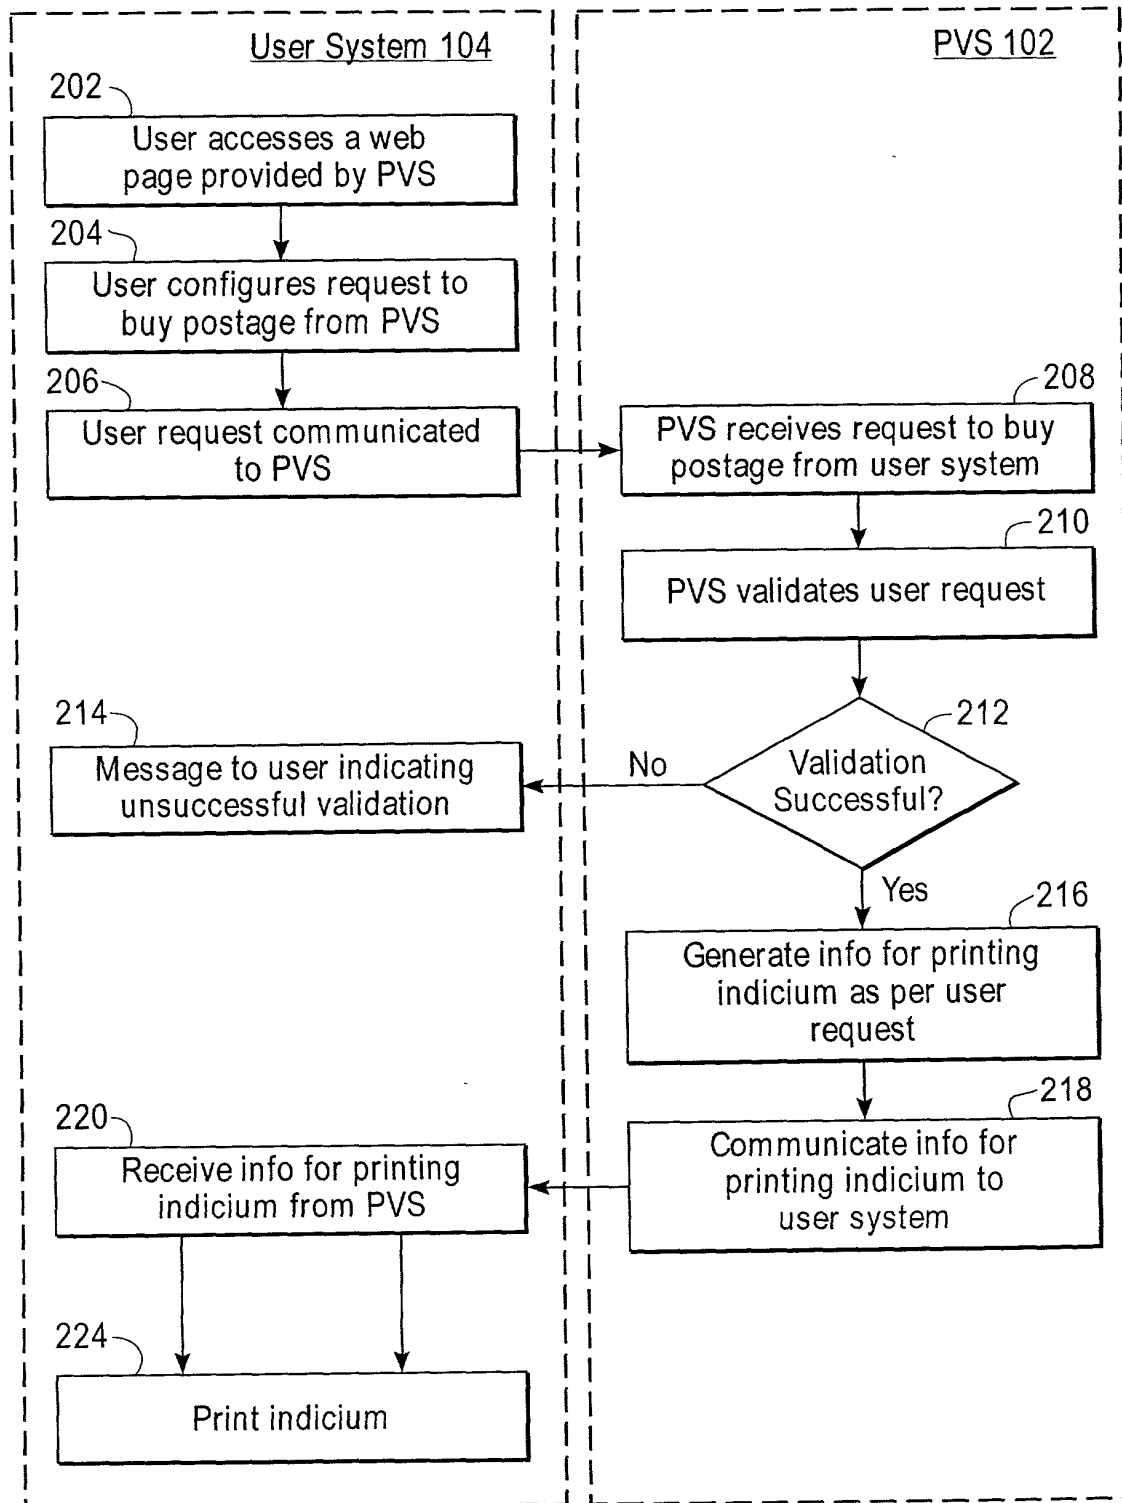 User System 104
PVS 102
202
User accesses a web
page provided by PVS
204
User configures request to
buy postage from PVS
206
User request communicated
to PVS
208
PVS receives request to buy
postage from user system
210
PVS validates user request
212
Validation
Successful?
No
214
Message to user indicating
unsuccessful validation
Yes
216
Generate info for printing
indicium as per user
request
218
Communicate info for
printing indicium to
user system
220
Receive info for printing
indicium from PVS
224
Print indicium